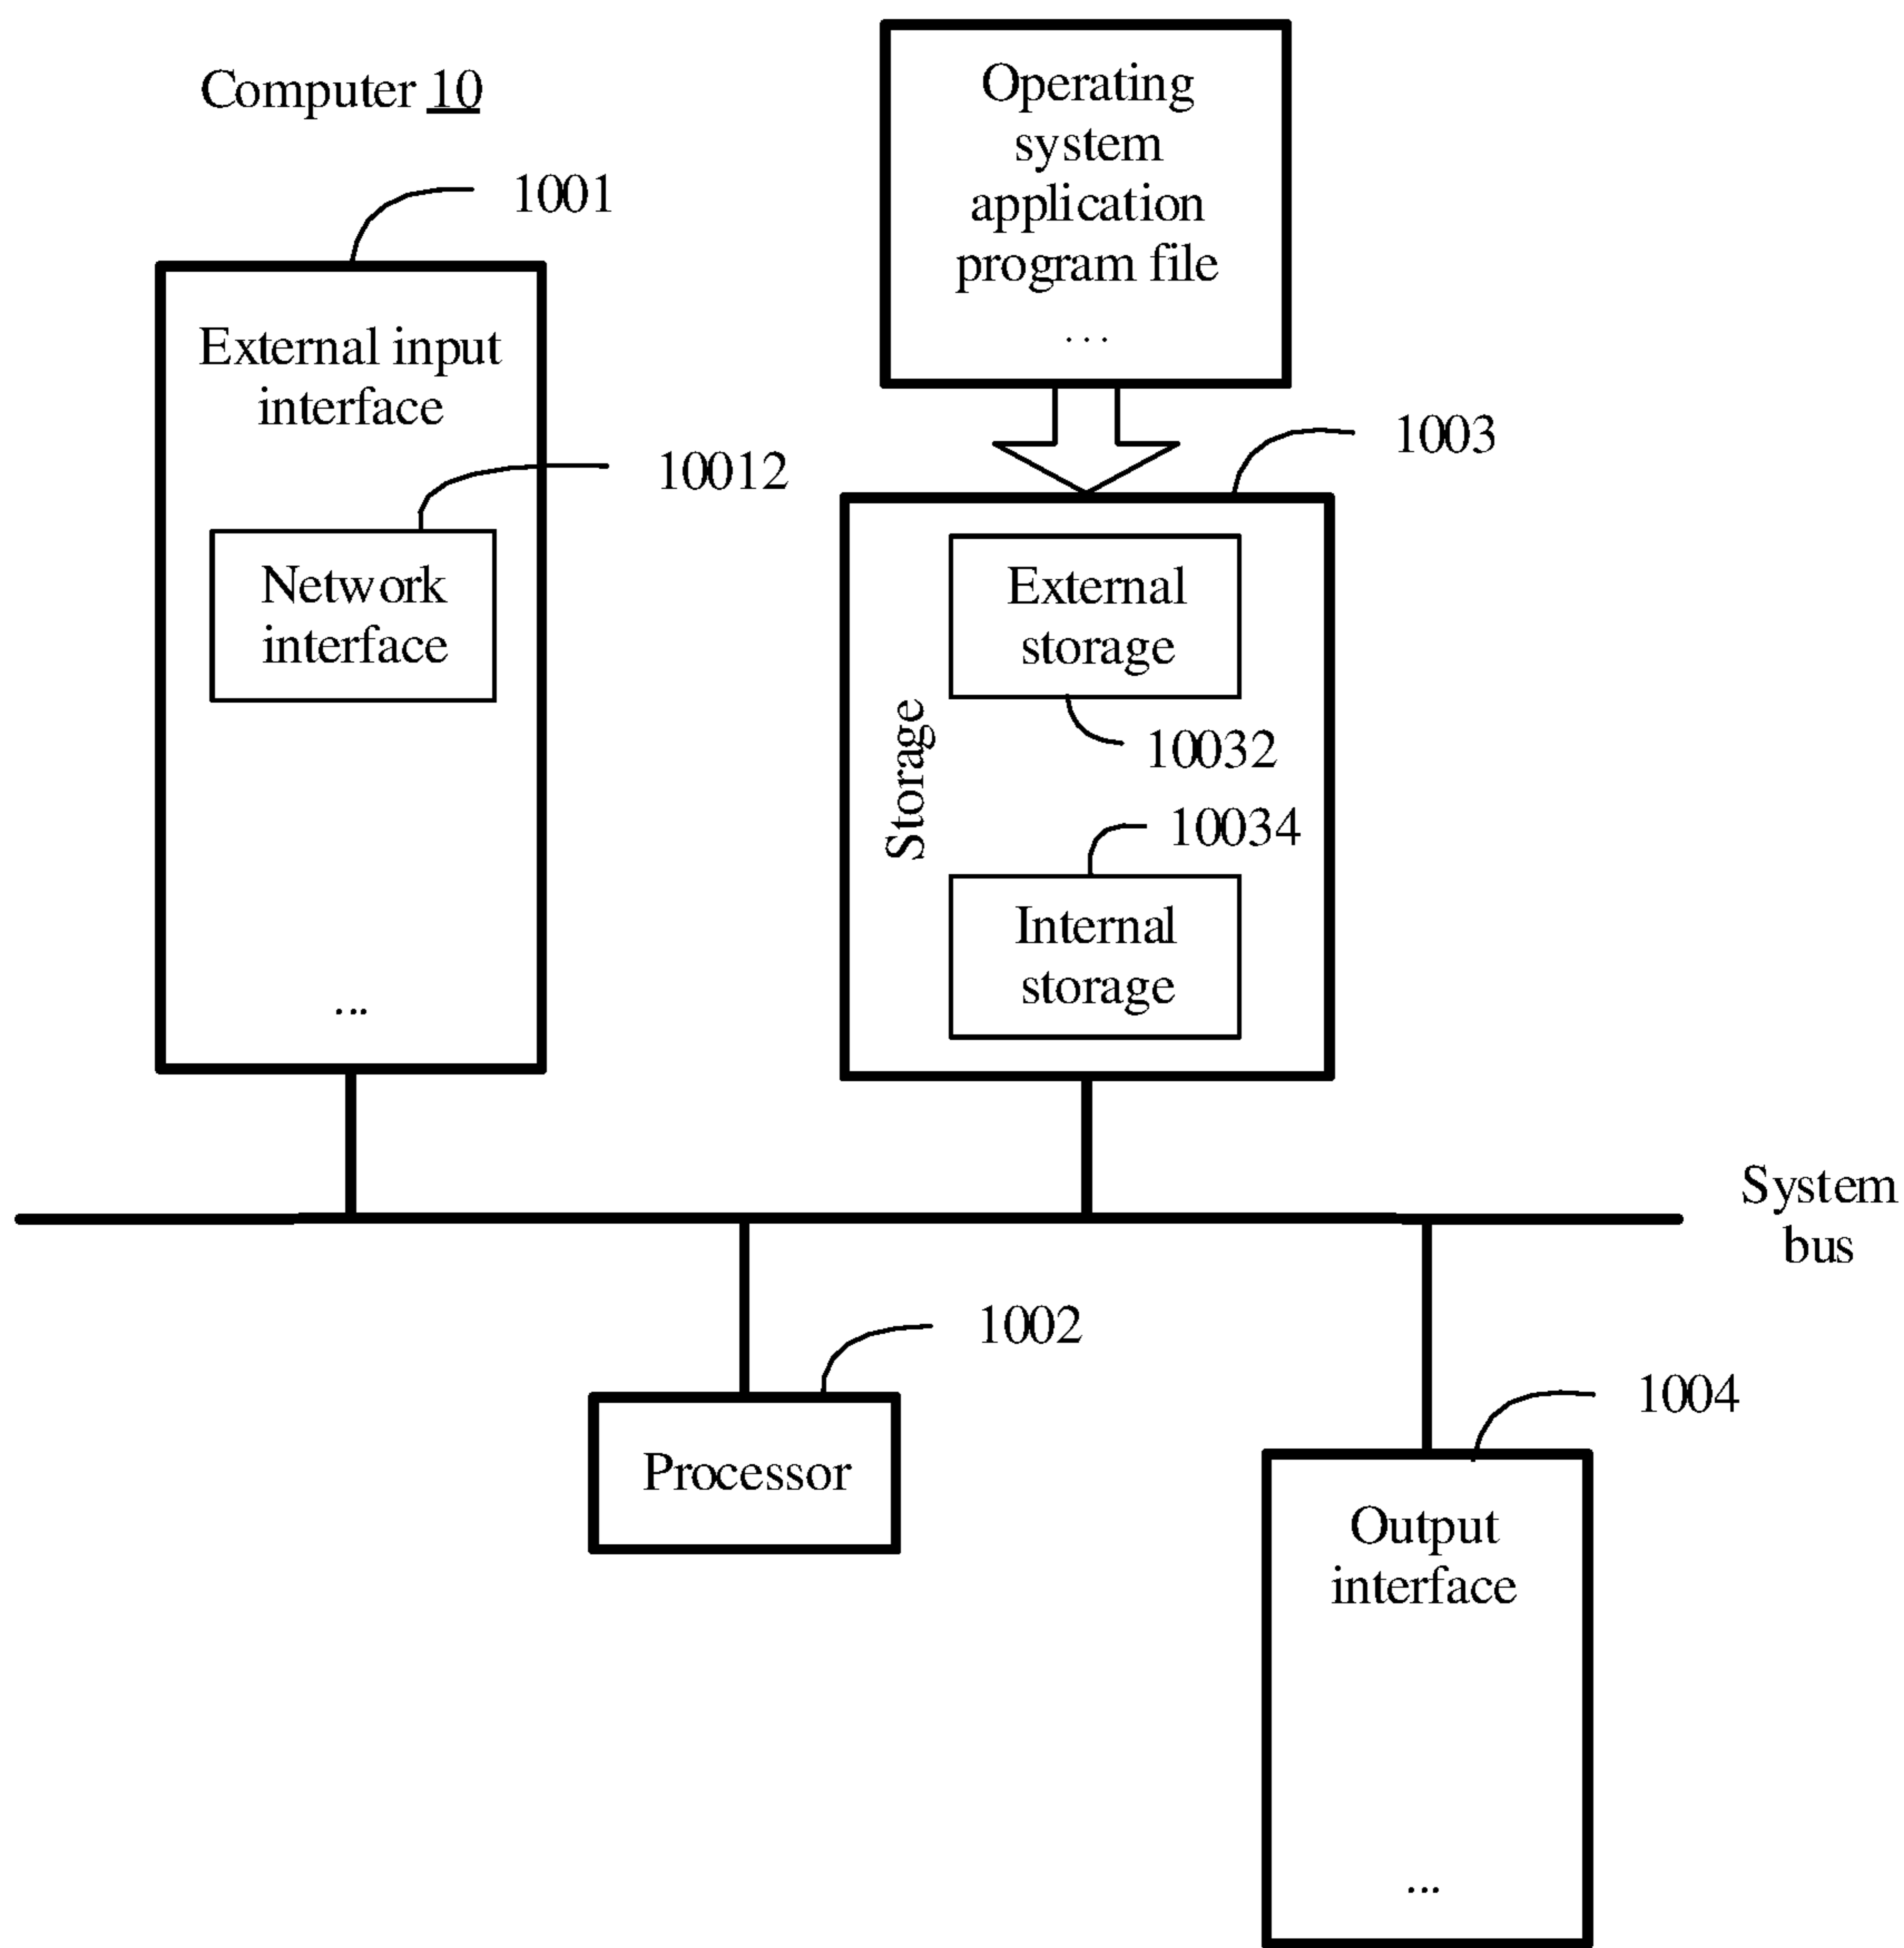 Computer 10
1001
External input
interface
10012
Network
interface
...
Operating
system
application
program file
...
1003
Storage
External
storage
10032
10034
Internal
storage
System
bus
1002
Processor
1004
Output
interface
...